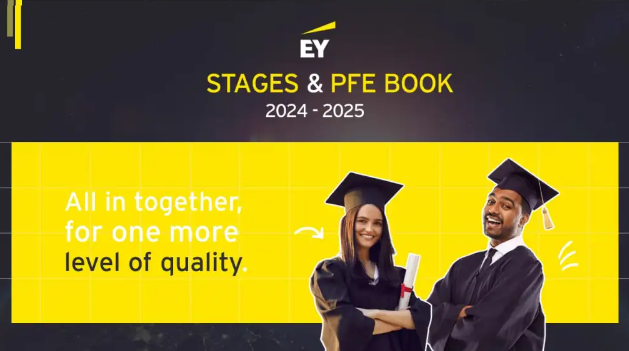 EY
STAGES & PFE BOOK
2024 - 2025
All in together,
for one more
level of quality.